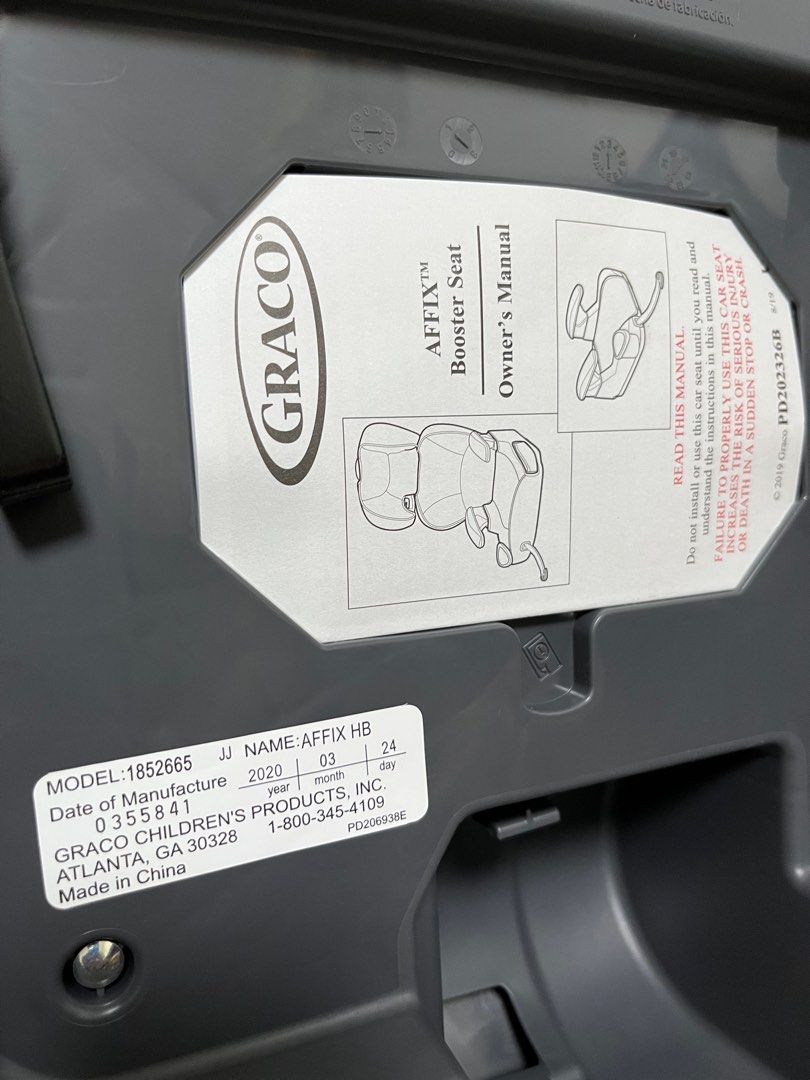 de fabricación.
GRACO®
AFFIX™
Booster Seat
Owner's Manual
READ THIS MANUAL.
Do not install or use this car seat until you read and
understand the instructions in this manual.
FAILURE TO PROPERLY USE THIS CAR SEAT
INCREASES THE RISK OF SERIOUS INJURY
OR DEATH IN A SUDDEN STOP OR CRASH.
© 2019 Graco PD202326B 8/19
MODEL:1852665 JJ NAME:AFFIX HB
Date of Manufacture 2020 03 24
year month day
0355841
GRACO CHILDREN'S PRODUCTS, INC.
ATLANTA, GA 30328 1-800-345-4109
Made in China PD206938E